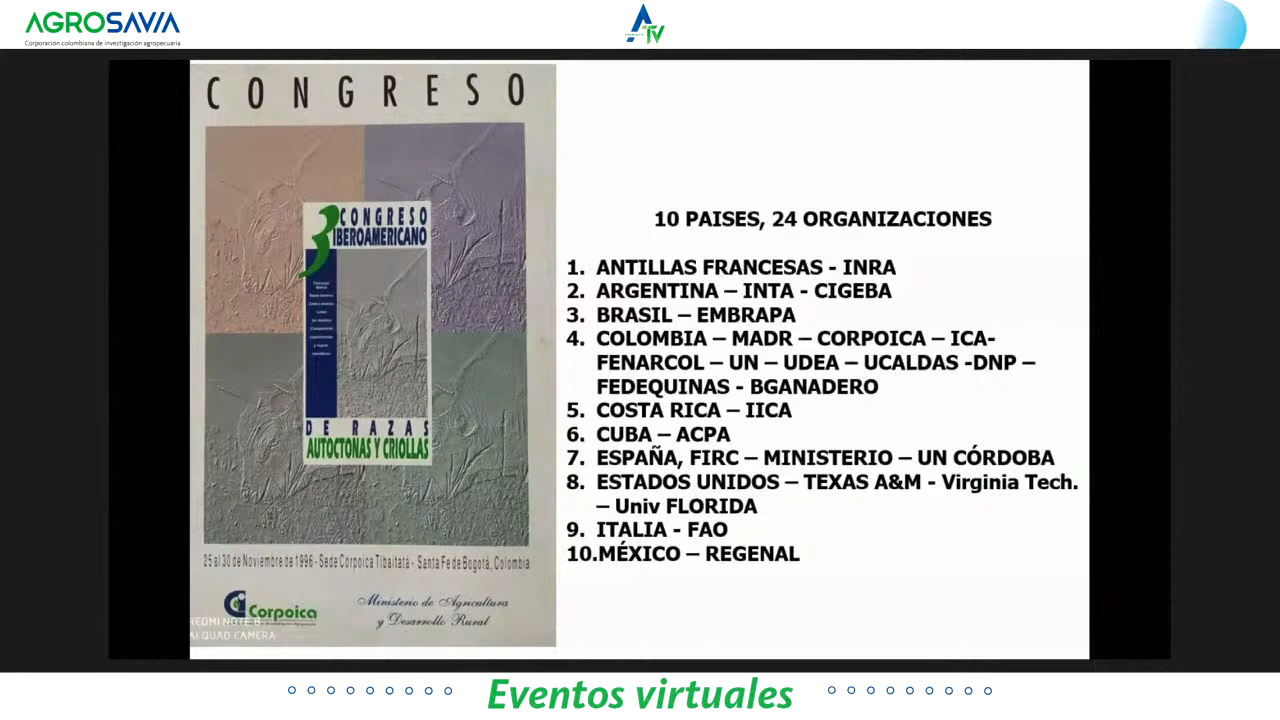 AGROSAVIA
Corporación colombiana de investigación agropecuaria
ATV
CONGRESO
3 CONGRESO
IBEROAMERICANO
DE RAZAS
AUTOCTONAS Y CRIOLLAS
25 al 30 de Noviembre de 1996 - Sede Corpoica Tibaitatá - Santa Fe de Bogotá, Colombia
Corpoica
Ministerio de Agricultura
y Desarrollo Rural
REDMI NOTE 8
AI QUAD CAMERA
10 PAISES, 24 ORGANIZACIONES
1. ANTILLAS FRANCESAS - INRA
2. ARGENTINA – INTA - CIGEBA
3. BRASIL – EMBRAPA
4. COLOMBIA – MADR – CORPOICA – ICA-
FENARCOL – UN – UDEA – UCALDAS -DNP –
FEDEQUINAS - BGANADERO
5. COSTA RICA – IICA
6. CUBA – ACPA
7. ESPAÑA, FIRC – MINISTERIO – UN CÓRDOBA
8. ESTADOS UNIDOS – TEXAS A&M - Virginia Tech.
– Univ FLORIDA
9. ITALIA - FAO
10.MÉXICO – REGENAL
Eventos virtuales